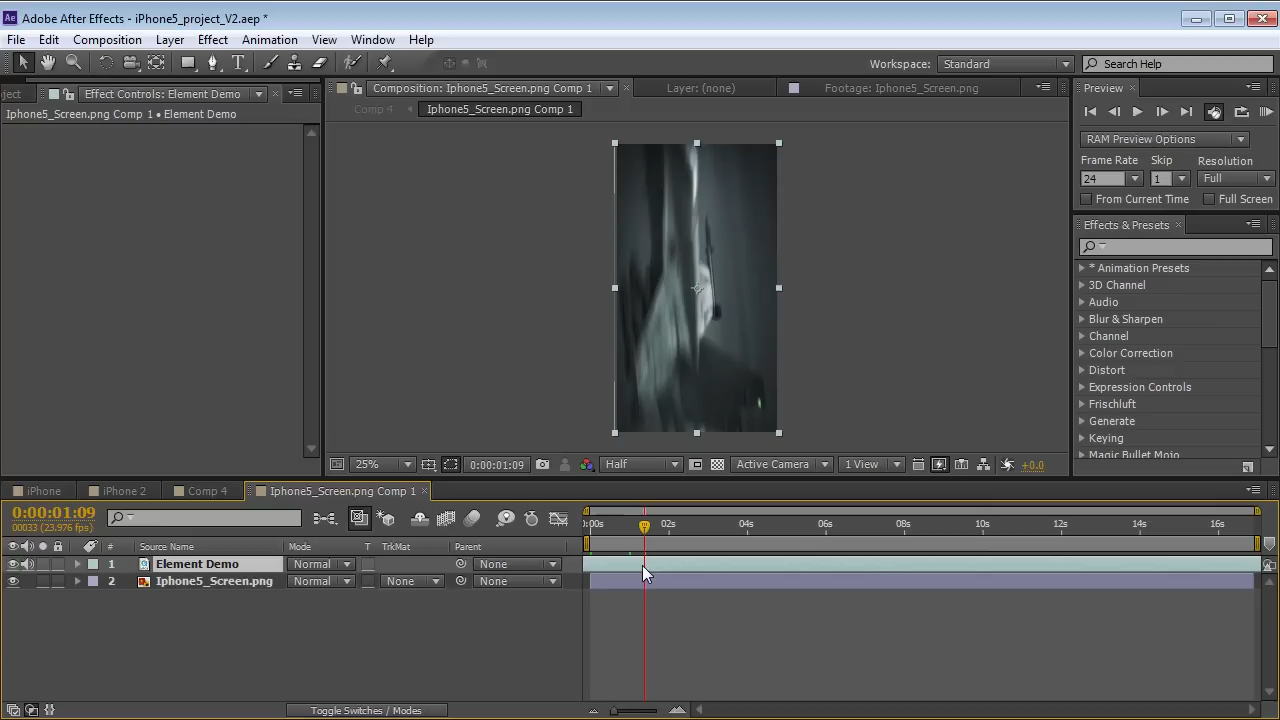 Ae Adobe After Effects - iPhone5_project_V2.aep *
File Edit Composition Layer Effect Animation View Window Help
T Workspace: Standard Search Help
ject Effect Controls: Element Demo Composition: Iphone5_Screen.png Comp 1 Layer: (none) Footage: Iphone5_Screen.png Preview
Iphone5_Screen.png Comp 1 • Element Demo Comp 4 Iphone5_Screen.png Comp 1
RAM Preview Options
Frame Rate Skip Resolution
24 1 Full
From Current Time Full Screen
Effects & Presets
* Animation Presets
3D Channel
Audio
Blur & Sharpen
Channel
Color Correction
Distort
Expression Controls
Frischluft
Generate
Keying
Magic Bullet Mojo
25% 0:00:01:09 Half Active Camera 1 View +0.0
iPhone iPhone 2 Comp 4 Iphone5_Screen.png Comp 1
0:00:01:09
00033 (23.976 fps)
:00s 02s 04s 06s 08s 10s 12s 14s 16s
# Source Name Mode T TrkMat Parent
1 Element Demo Normal None
2 Iphone5_Screen.png Normal None None
Toggle Switches / Modes